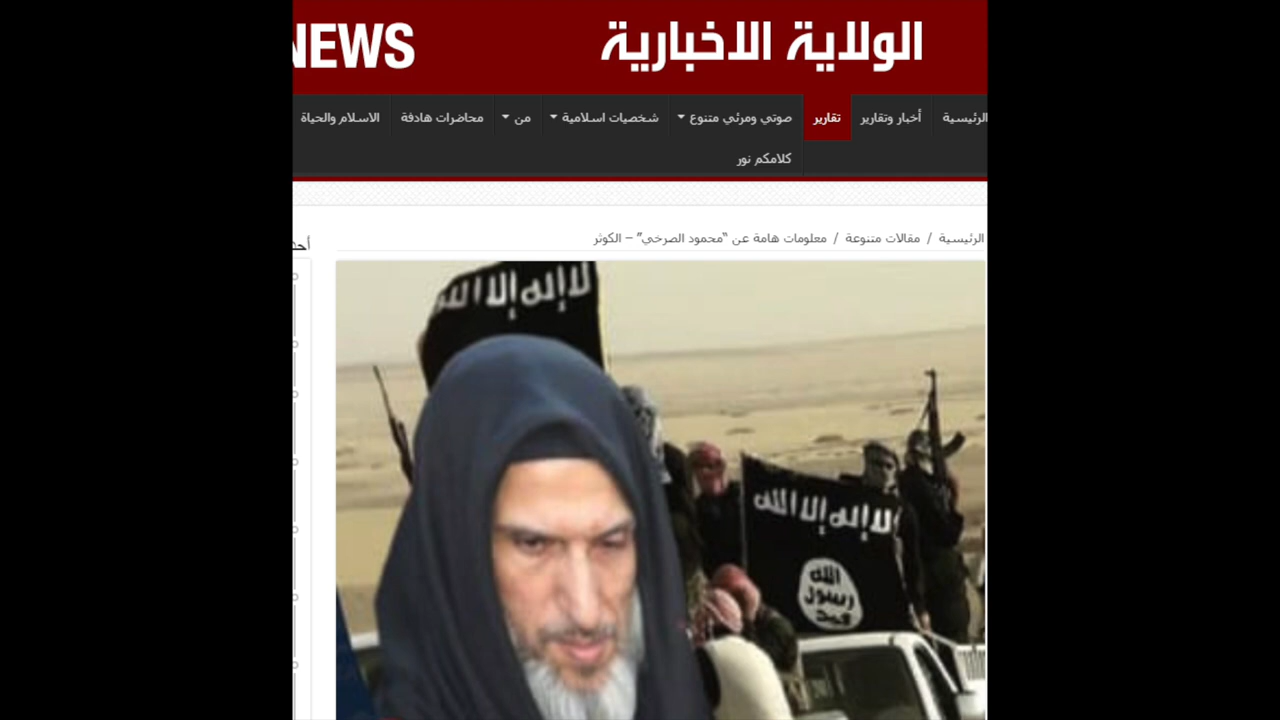 الولاية الاخبارية
NEWS
الرئيسية أخبار وتقارير تقارير صوتي ومرئي متنوع شخصيات اسلامية من محاضرات هادفة الاسلام والحياة
كلامكم نور
الرئيسية / مقالات متنوعة / معلومات هامة عن "محمود الصرخي" – الكوثر
لا إله إلا الله
لا إله إلا الله
الله
رسول
محمد